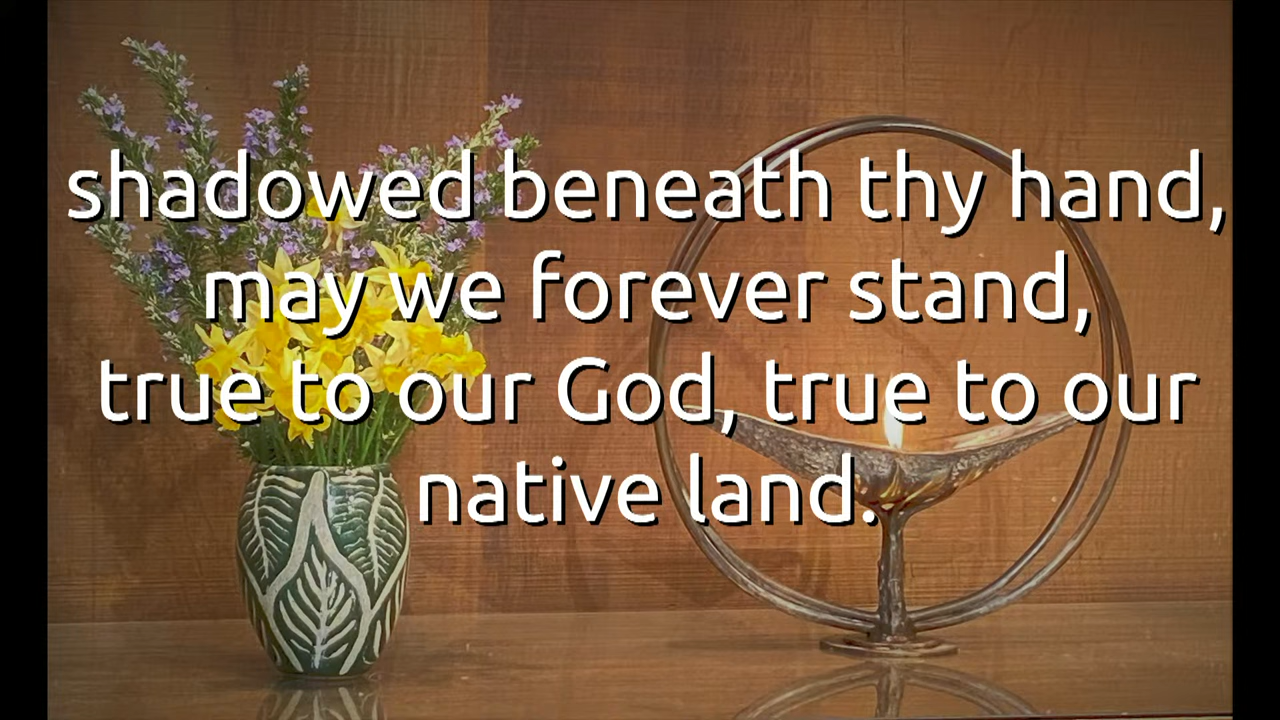 shadowed beneath thy hand,
may we forever stand,
true to our God, true to our
native land.